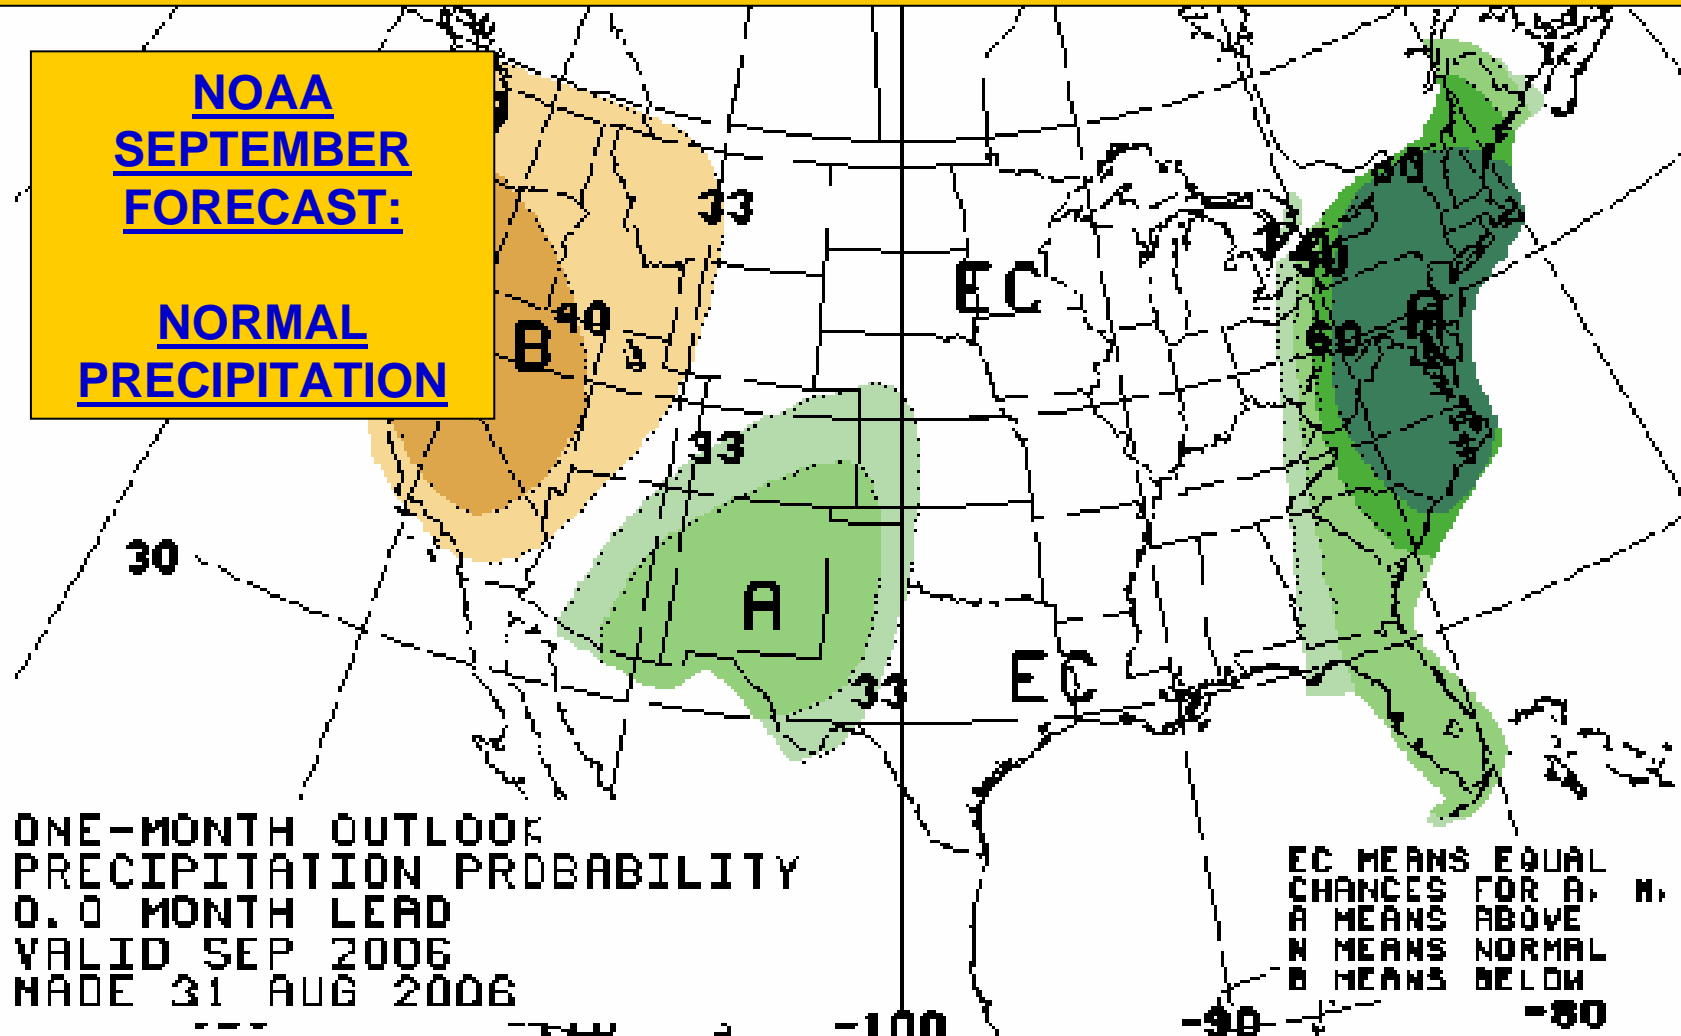 NOAA
SEPTEMBER
FORECAST:
NORMAL
PRECIPITATION
33
40
B
EC
50
40
60
A
33
A
30
33
EC
ONE-MONTH OUTLOOK
PRECIPITATION PROBABILITY
0.0 MONTH LEAD
VALID SEP 2006
MADE 31 AUG 2006
EC MEANS EQUAL
CHANCES FOR A, N,
A MEANS ABOVE
N MEANS NORMAL
B MEANS BELOW
-100
-90
-80